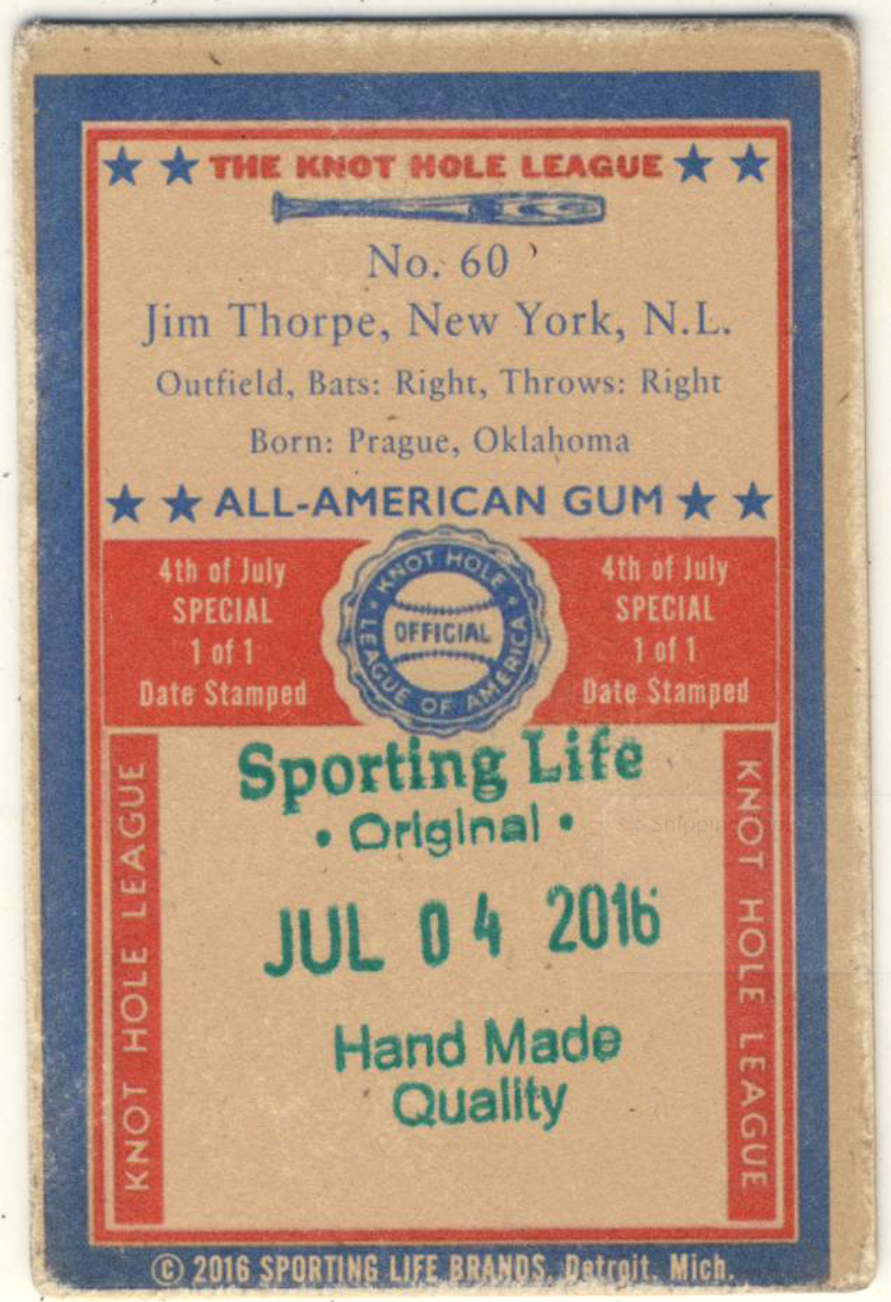 THE KNOT HOLE LEAGUE
No. 60
Jim Thorpe, New York, N.L.
Outfield, Bats: Right, Throws: Right
Born: Prague, Oklahoma
ALL-AMERICAN GUM
4th of July
SPECIAL
1 of 1
Date Stamped
KNOT HOLE
LEAGUE OF AMERICA
OFFICIAL
4th of July
SPECIAL
1 of 1
Date Stamped
Sporting Life
• Original •
JUL 04 2016
Hand Made
Quality
KNOT HOLE LEAGUE
KNOT HOLE LEAGUE
© 2016 SPORTING LIFE BRANDS, Detroit, Mich.